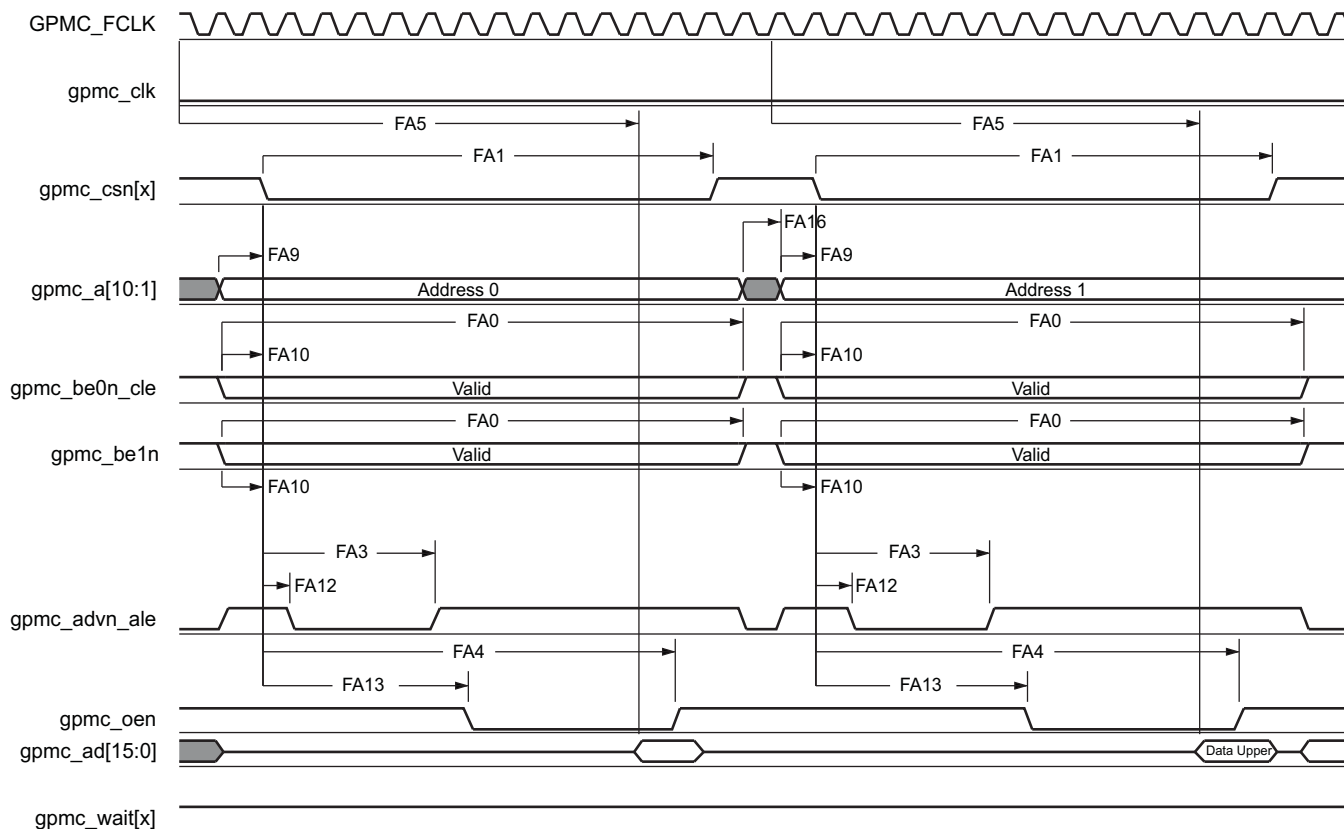 GPMC_FCLK
gpmc_clk
FA5 FA5
FA1 FA1
gpmc_csn[x]
FA16
FA9 FA9
gpmc_a[10:1] Address 0 Address 1
FA0 FA0
FA10 FA10
gpmc_be0n_cle Valid Valid
FA0 FA0
gpmc_be1n Valid Valid
FA10 FA10
FA3 FA3
FA12 FA12
gpmc_advn_ale
FA4 FA4
FA13 FA13
gpmc_oen
gpmc_ad[15:0] Data Upper
gpmc_wait[x]